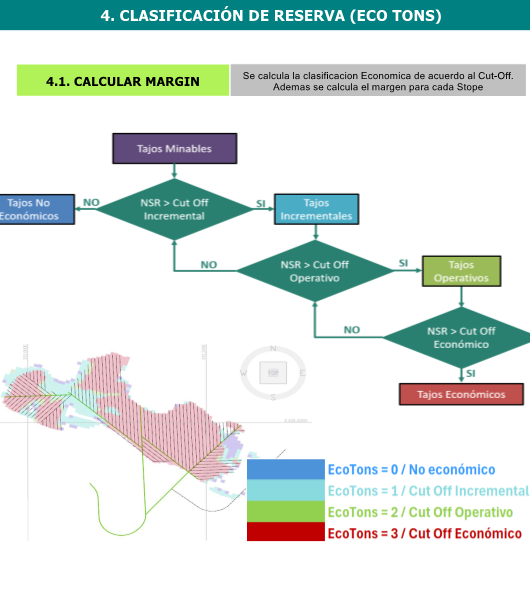 4. CLASIFICACIÓN DE RESERVA (ECO TONS)
4.1. CALCULAR MARGIN
Se calcula la clasificacion Economica de acuerdo al Cut-Off.
Ademas se calcula el margen para cada Stope
Tajos Minables
Tajos No
Económicos
NO
NSR > Cut Off
Incremental
SI
Tajos
Incrementales
NO
NSR > Cut Off
Operativo
SI
Tajos
Operativos
NO
NSR > Cut Off
Económico
SI
Tajos Económicos
N
W
E
S
EcoTons = 0 / No económico
EcoTons = 1 / Cut Off Incremental
EcoTons = 2 / Cut Off Operativo
EcoTons = 3 / Cut Off Económico